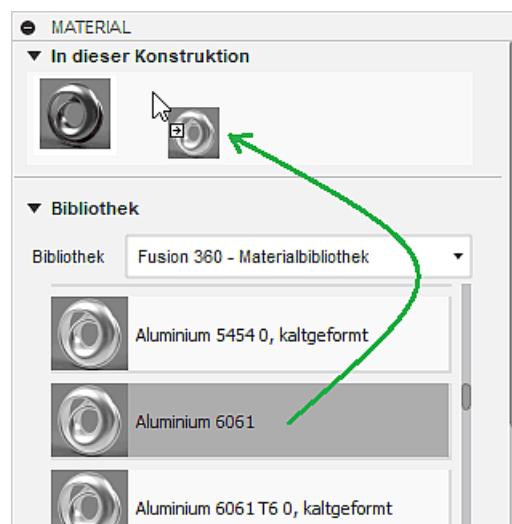 MATERIAL
In dieser Konstruktion
Bibliothek
Bibliothek Fusion 360 - Materialbibliothek
Aluminium 5454 0, kaltgeformt
Aluminium 6061
Aluminium 6061 T6 0, kaltgeformt